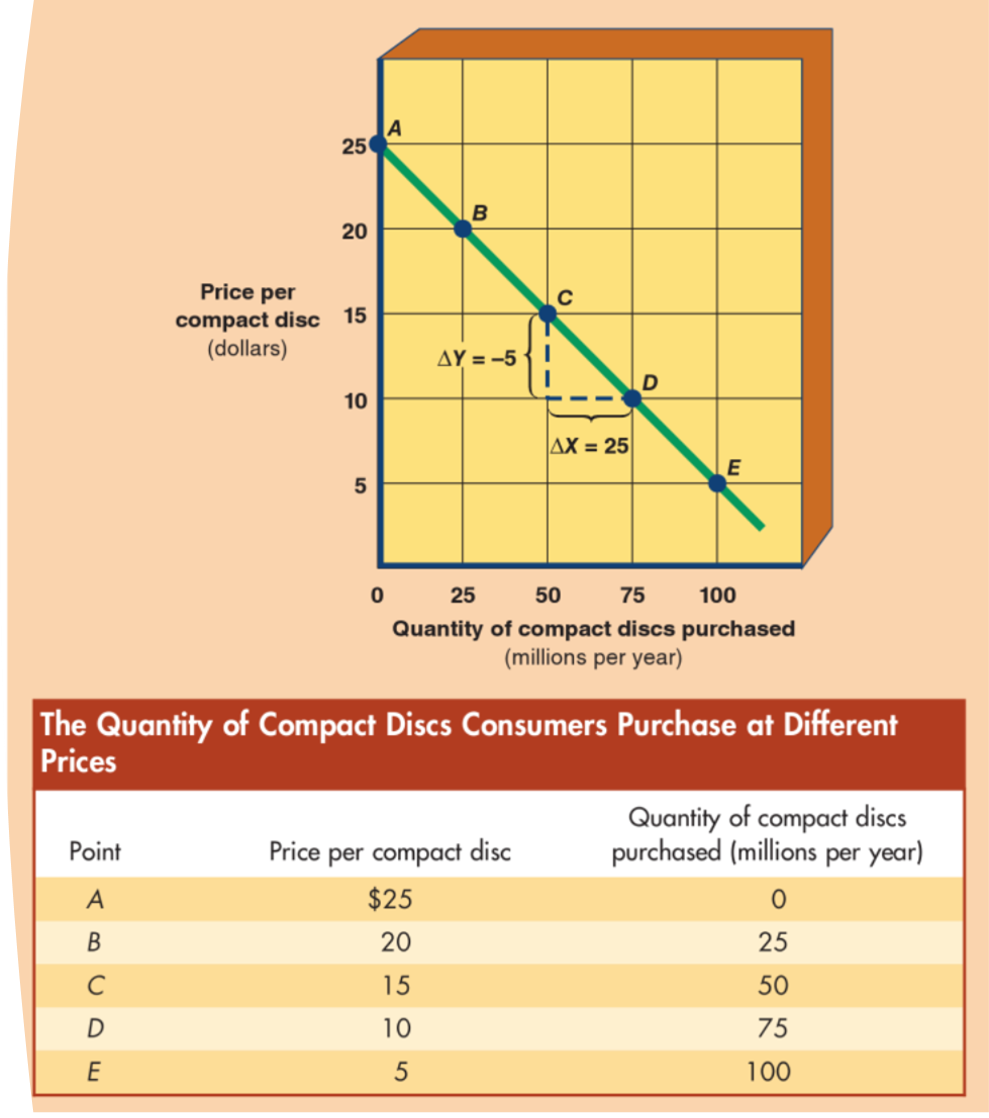 A
25
B
20
Price per
compact disc
(dollars)
C
15
ΔY = –5
D
10
ΔX = 25
E
5
0 25 50 75 100
Quantity of compact discs purchased
(millions per year)
The Quantity of Compact Discs Consumers Purchase at Different
Prices
Quantity of compact discs
Point Price per compact disc purchased (millions per year)
A $25 0
B 20 25
C 15 50
D 10 75
E 5 100